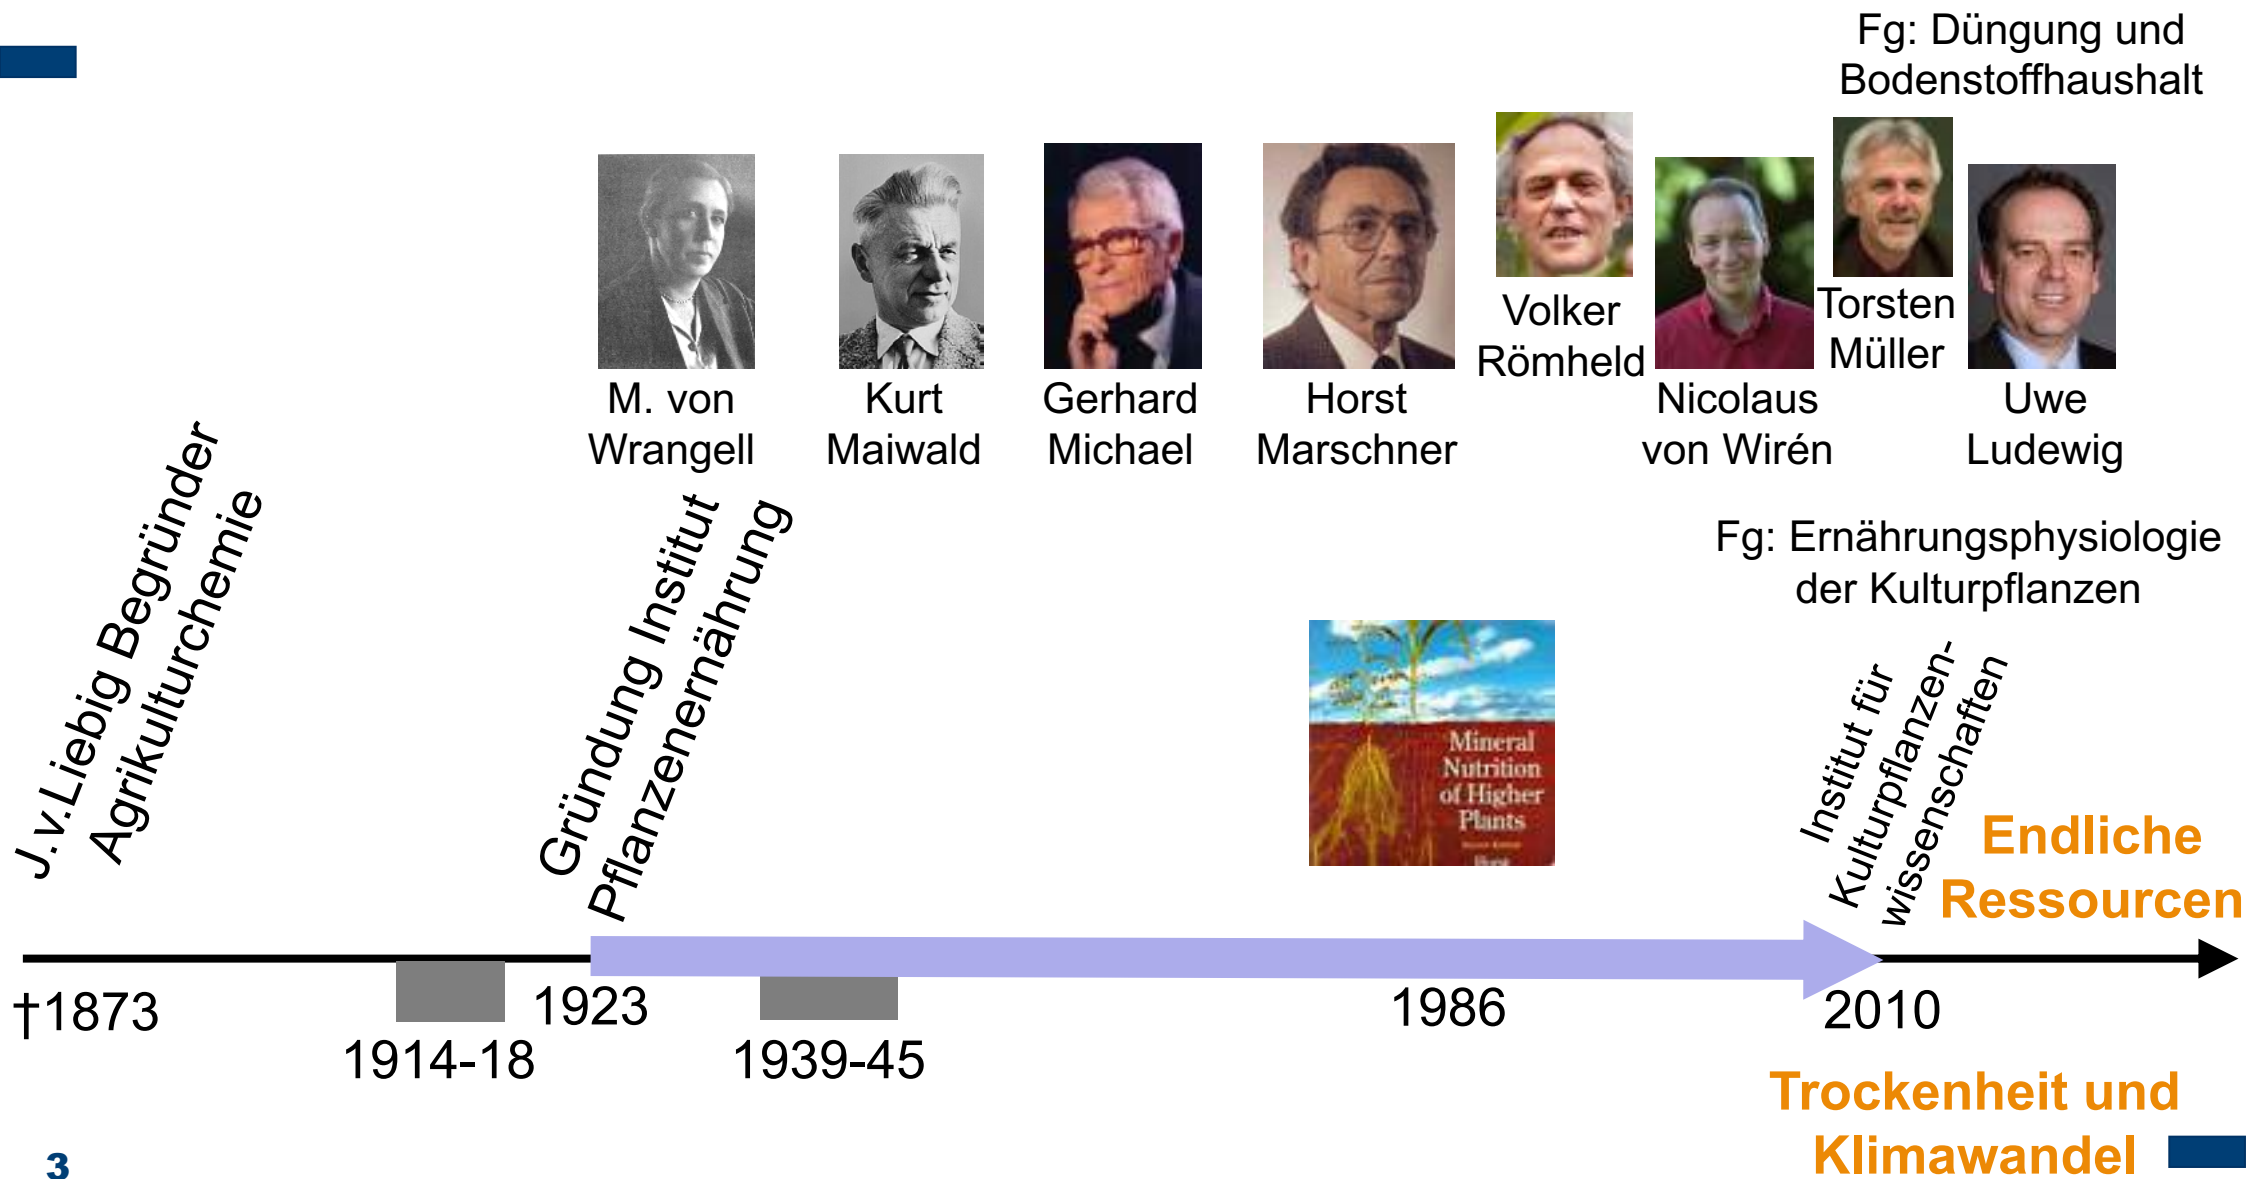 Fg: Düngung und
Bodenstoffhaushalt
M. von
Wrangell
Kurt
Maiwald
Gerhard
Michael
Horst
Marschner
Volker
Römheld
Nicolaus
von Wirén
Torsten
Müller
Uwe
Ludewig
J.v.Liebig Begründer
Agrikulturchemie
Gründung Institut
Pflanzenernährung
Fg: Ernährungsphysiologie
der Kulturpflanzen
Mineral
Nutrition
of Higher
Plants
Institut für
Kulturpflanzen-
wissenschaften
Endliche
Ressourcen
†1873
1914-18
1923
1939-45
1986
2010
Trockenheit und
Klimawandel
3